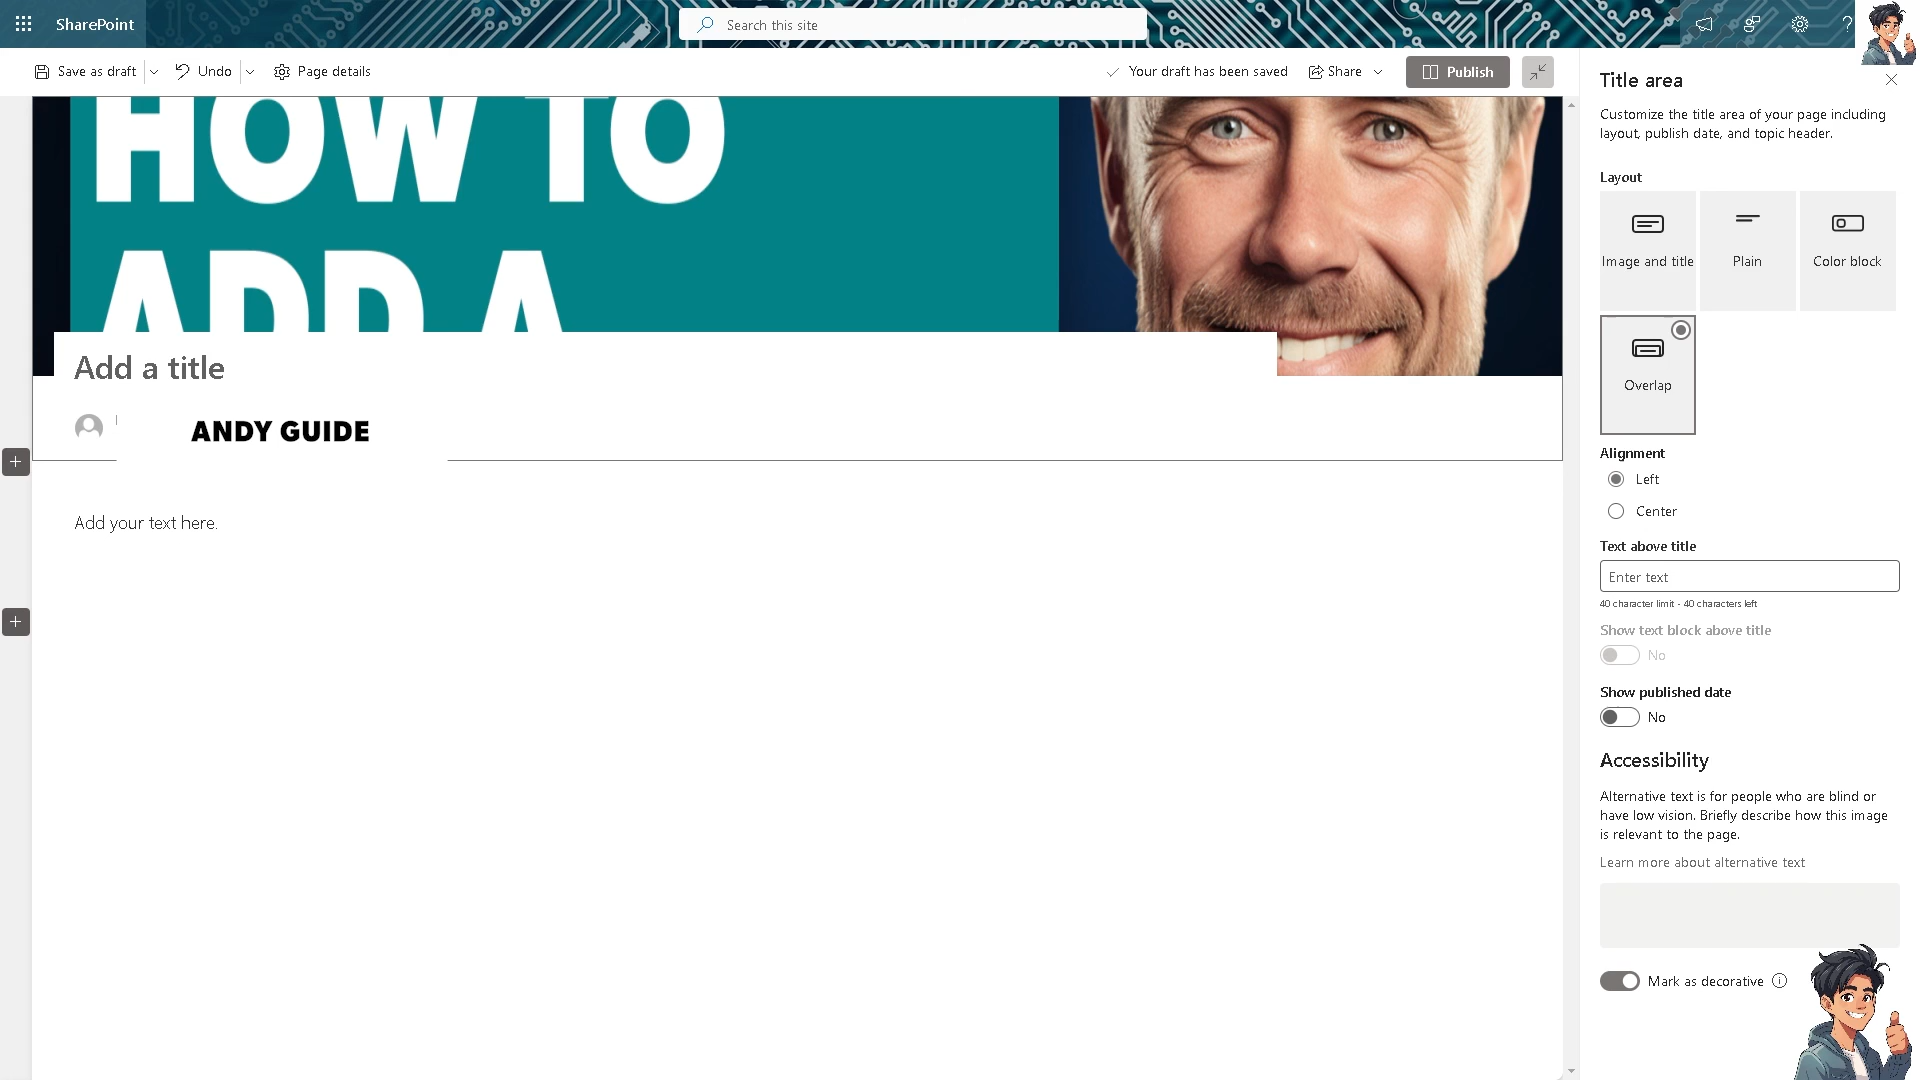 SharePoint
Search this site
?
Save as draft
Undo
Page details
Your draft has been saved
Share
Publish
HOW TO
ADD A
Add a title
ANDY GUIDE
Add your text here.
Title area
Customize the title area of your page including
layout, publish date, and topic header.
Layout
Image and title
Plain
Color block
Overlap
Alignment
Left
Center
Text above title
Enter text
40 character limit - 40 characters left
Show text block above title
No
Show published date
No
Accessibility
Alternative text is for people who are blind or
have low vision. Briefly describe how this image
is relevant to the page.
Learn more about alternative text
Mark as decorative